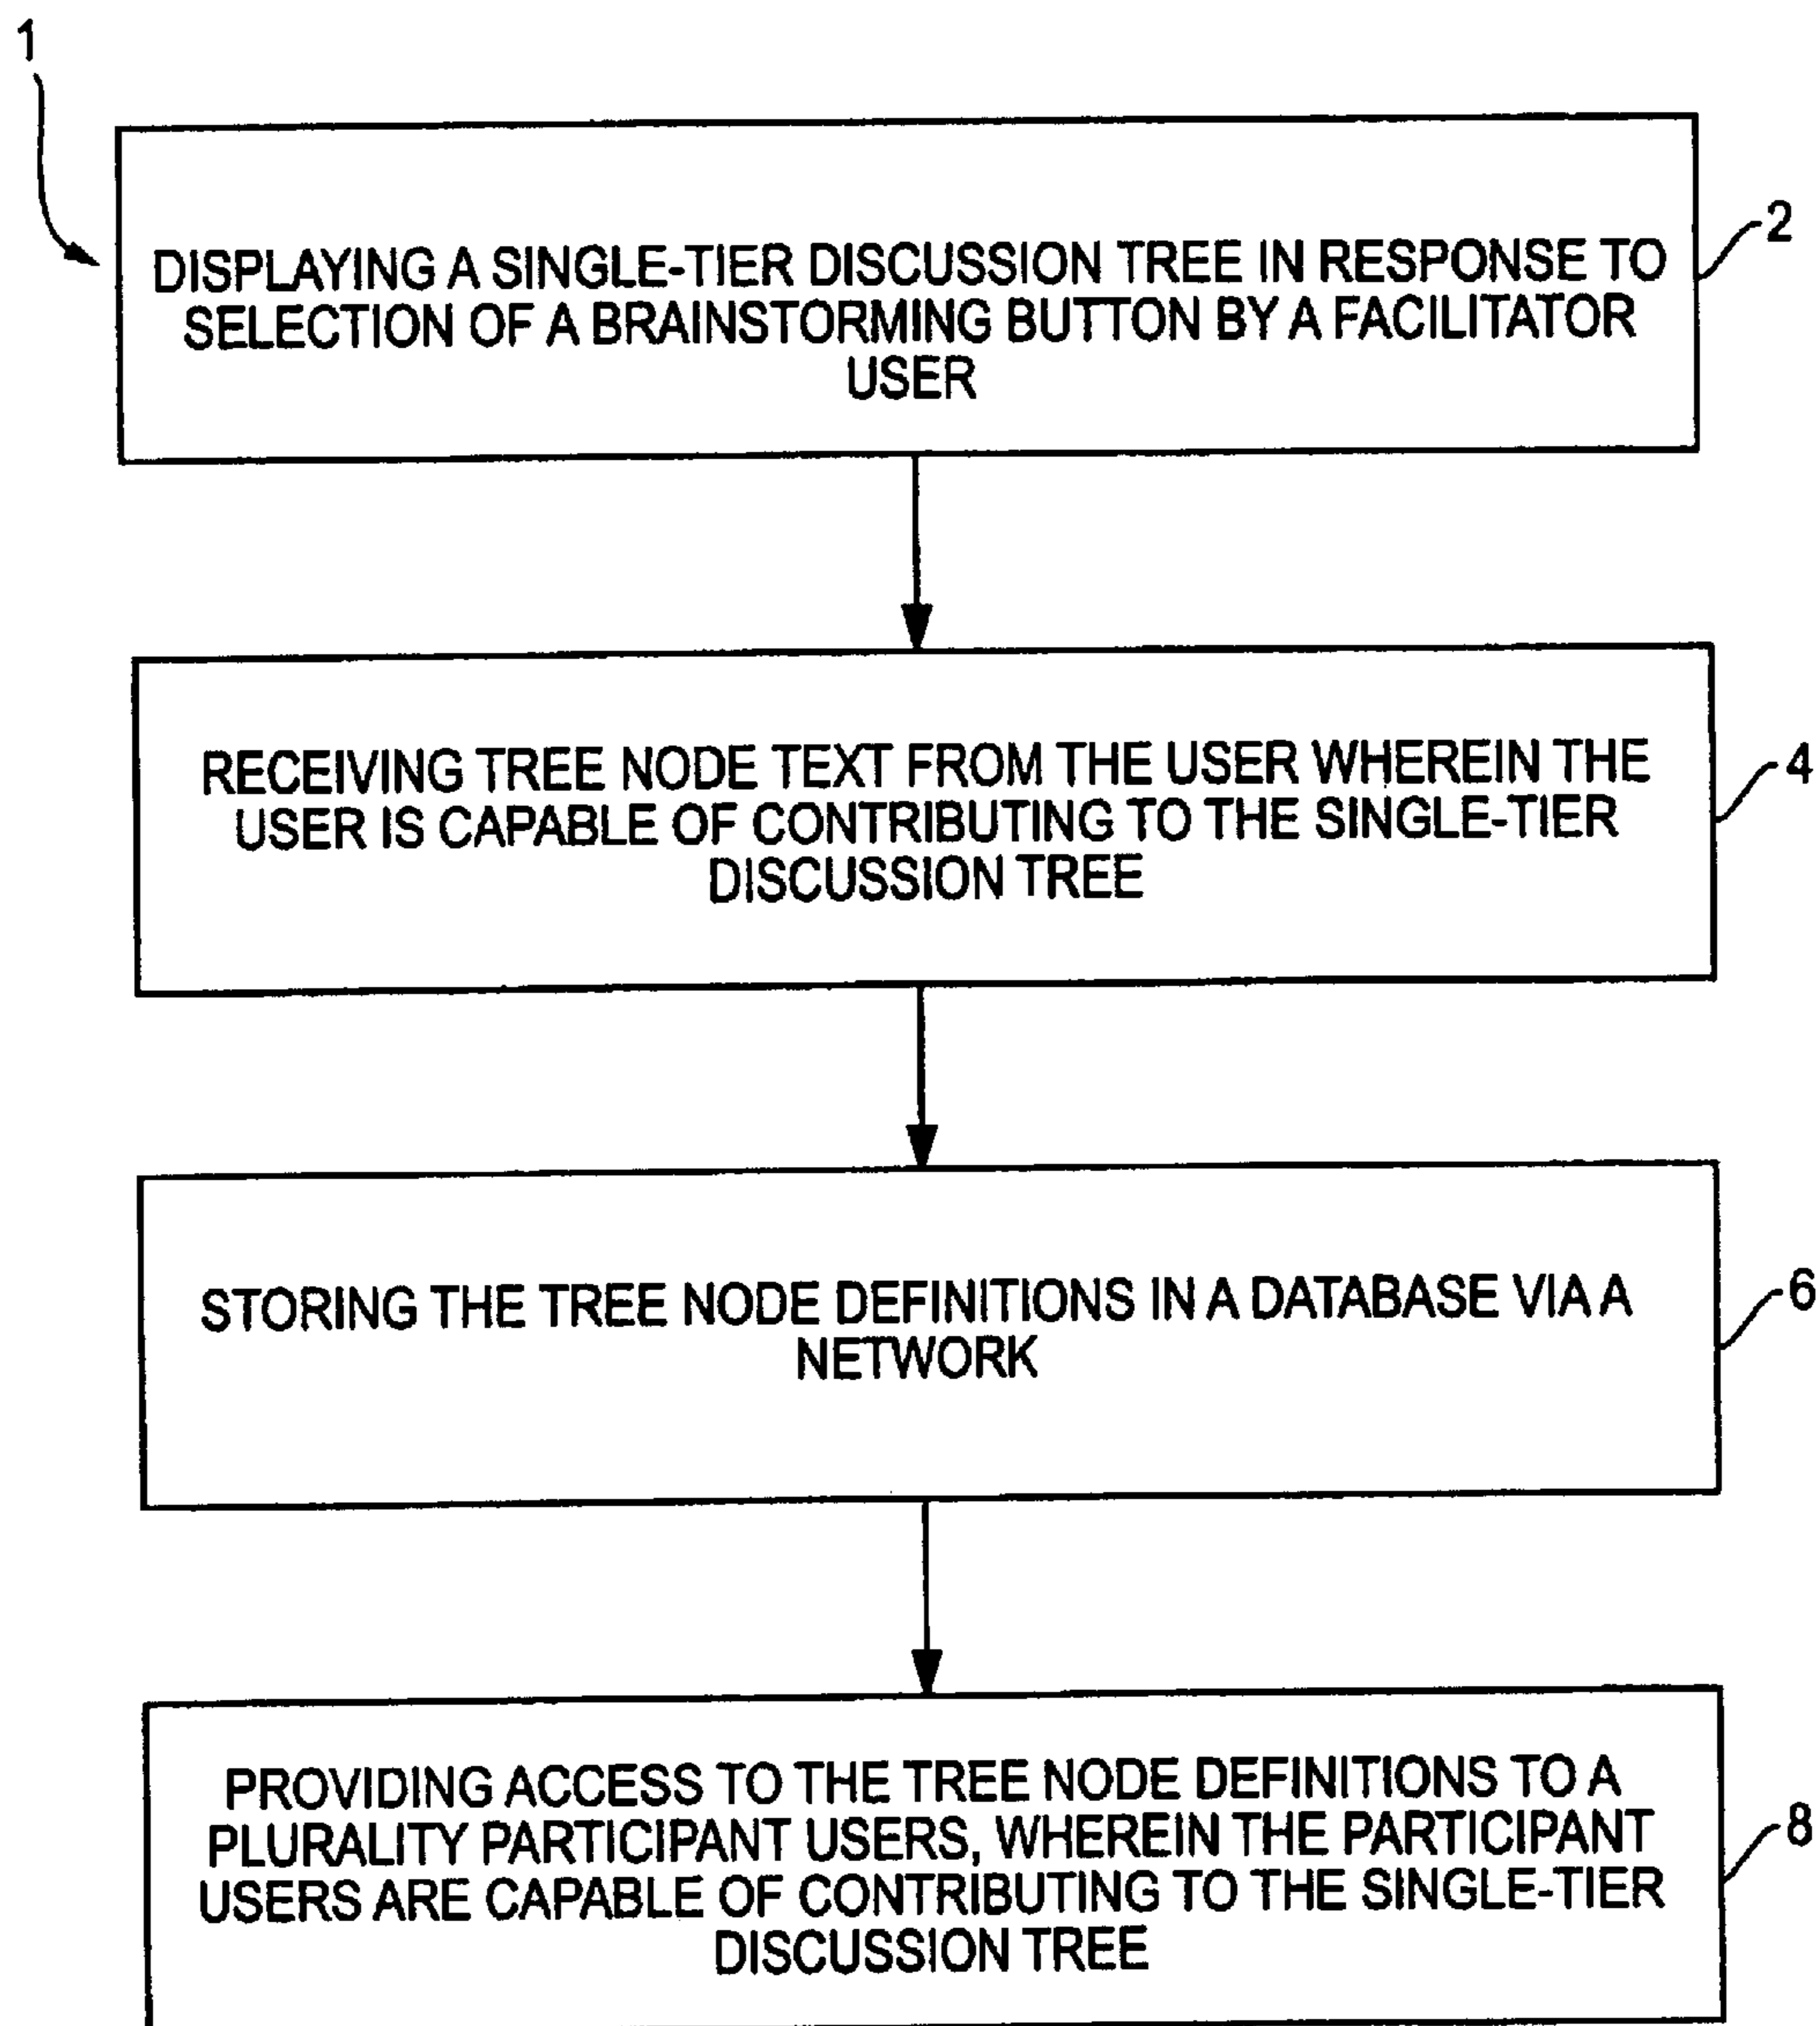 1
DISPLAYING A SINGLE-TIER DISCUSSION TREE IN RESPONSE TO
SELECTION OF A BRAINSTORMING BUTTON BY A FACILITATOR
USER
2
RECEIVING TREE NODE TEXT FROM THE USER WHEREIN THE
USER IS CAPABLE OF CONTRIBUTING TO THE SINGLE-TIER
DISCUSSION TREE
4
STORING THE TREE NODE DEFINITIONS IN A DATABASE VIA A
NETWORK
6
PROVIDING ACCESS TO THE TREE NODE DEFINITIONS TO A
PLURALITY PARTICIPANT USERS, WHEREIN THE PARTICIPANT
USERS ARE CAPABLE OF CONTRIBUTING TO THE SINGLE-TIER
DISCUSSION TREE
8